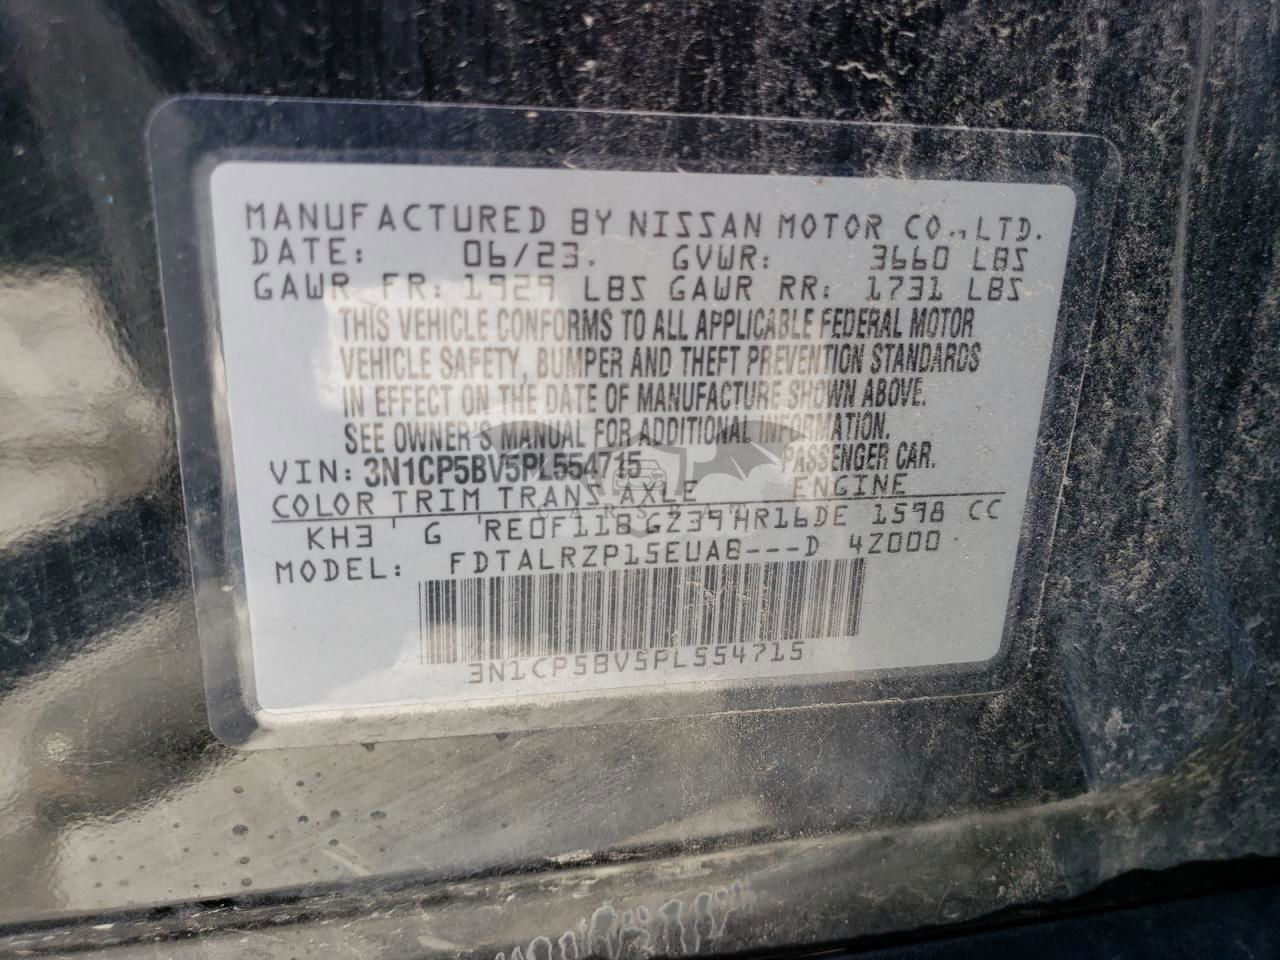 MANUFACTURED BY NISSAN MOTOR CO., LTD.
DATE: 06/23. GVWR: 3660 LBS
GAWR FR: 1929 LBS GAWR RR: 1731 LBS
THIS VEHICLE CONFORMS TO ALL APPLICABLE FEDERAL MOTOR
VEHICLE SAFETY, BUMPER AND THEFT PREVENTION STANDARDS
IN EFFECT ON THE DATE OF MANUFACTURE SHOWN ABOVE.
SEE OWNER'S MANUAL FOR ADDITIONAL INFORMATION.
VIN: 3N1CP5BV5PL554715 PASSENGER CAR.
COLOR TRIM TRANS AXLE ENGINE
KH3 G RE0F11B GZ39 HR16DE 1598 CC
MODEL: FDTALRZP15EUA8---D 4Z000
3N1CP5BV5PL554715